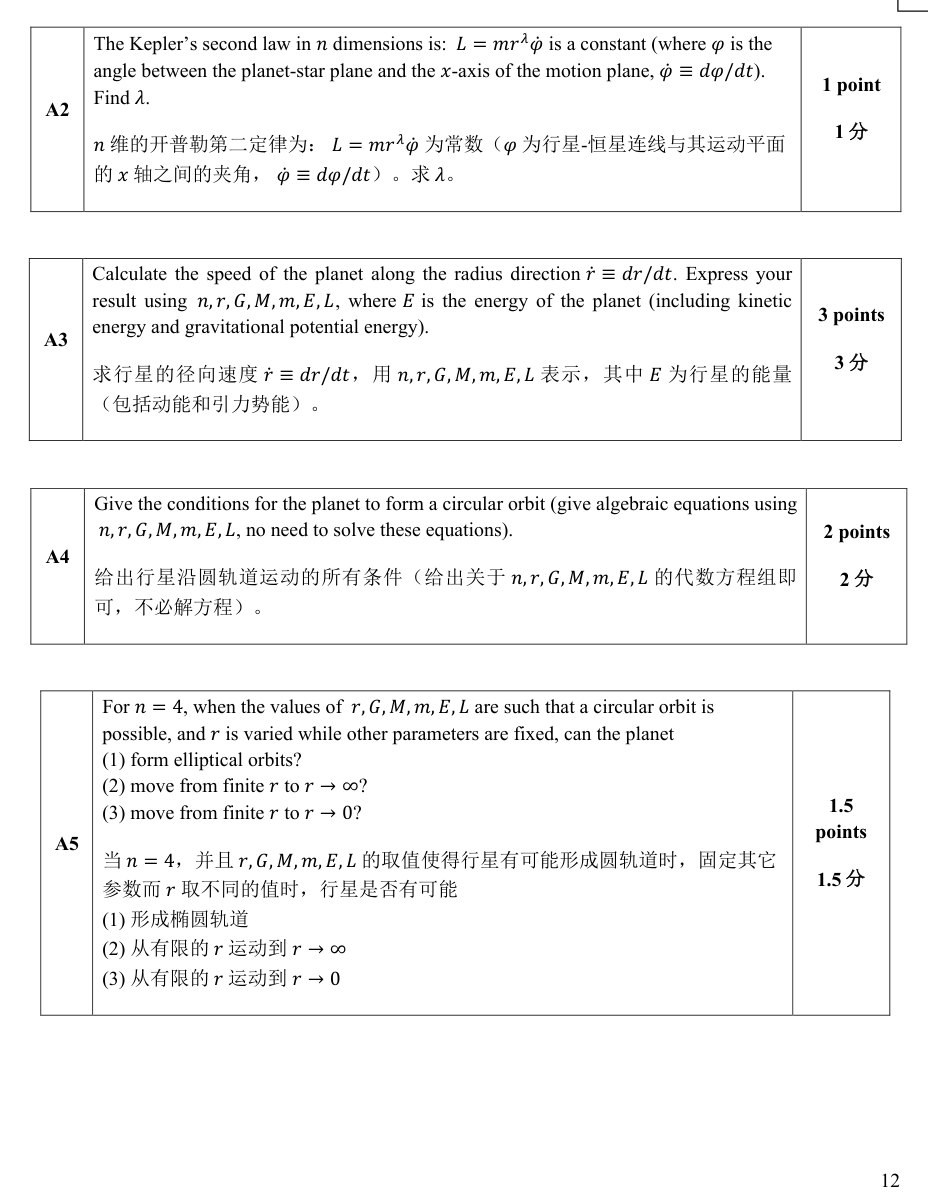 A2
The Kepler's second law in 𝑛 dimensions is: 𝐿 = 𝑚𝑟^𝜆 𝜑̇ is a constant (where 𝜑 is the
angle between the planet-star plane and the 𝑥-axis of the motion plane, 𝜑̇ ≡ 𝑑𝜑/𝑑𝑡).
Find 𝜆.
𝑛 维的开普勒第二定律为： 𝐿 = 𝑚𝑟^𝜆 𝜑̇ 为常数（𝜑 为行星-恒星连线与其运动平面
的 𝑥 轴之间的夹角， 𝜑̇ ≡ 𝑑𝜑/𝑑𝑡）。求 𝜆。
1 point
1 分
A3
Calculate the speed of the planet along the radius direction 𝑟̇ ≡ 𝑑𝑟/𝑑𝑡. Express your
result using 𝑛, 𝑟, 𝐺, 𝑀, 𝑚, 𝐸, 𝐿, where 𝐸 is the energy of the planet (including kinetic
energy and gravitational potential energy).
求行星的径向速度 𝑟̇ ≡ 𝑑𝑟/𝑑𝑡，用 𝑛, 𝑟, 𝐺, 𝑀, 𝑚, 𝐸, 𝐿 表示，其中 𝐸 为行星的能量
（包括动能和引力势能）。
3 points
3 分
A4
Give the conditions for the planet to form a circular orbit (give algebraic equations using
𝑛, 𝑟, 𝐺, 𝑀, 𝑚, 𝐸, 𝐿, no need to solve these equations).
给出行星沿圆轨道运动的所有条件（给出关于 𝑛, 𝑟, 𝐺, 𝑀, 𝑚, 𝐸, 𝐿 的代数方程组即
可，不必解方程）。
2 points
2 分
A5
For 𝑛 = 4, when the values of 𝑟, 𝐺, 𝑀, 𝑚, 𝐸, 𝐿 are such that a circular orbit is
possible, and 𝑟 is varied while other parameters are fixed, can the planet
(1) form elliptical orbits?
(2) move from finite 𝑟 to 𝑟 → ∞?
(3) move from finite 𝑟 to 𝑟 → 0?
当 𝑛 = 4，并且 𝑟, 𝐺, 𝑀, 𝑚, 𝐸, 𝐿 的取值使得行星有可能形成圆轨道时，固定其它
参数而 𝑟 取不同的值时，行星是否有可能
(1) 形成椭圆轨道
(2) 从有限的 𝑟 运动到 𝑟 → ∞
(3) 从有限的 𝑟 运动到 𝑟 → 0
1.5
points
1.5 分
12